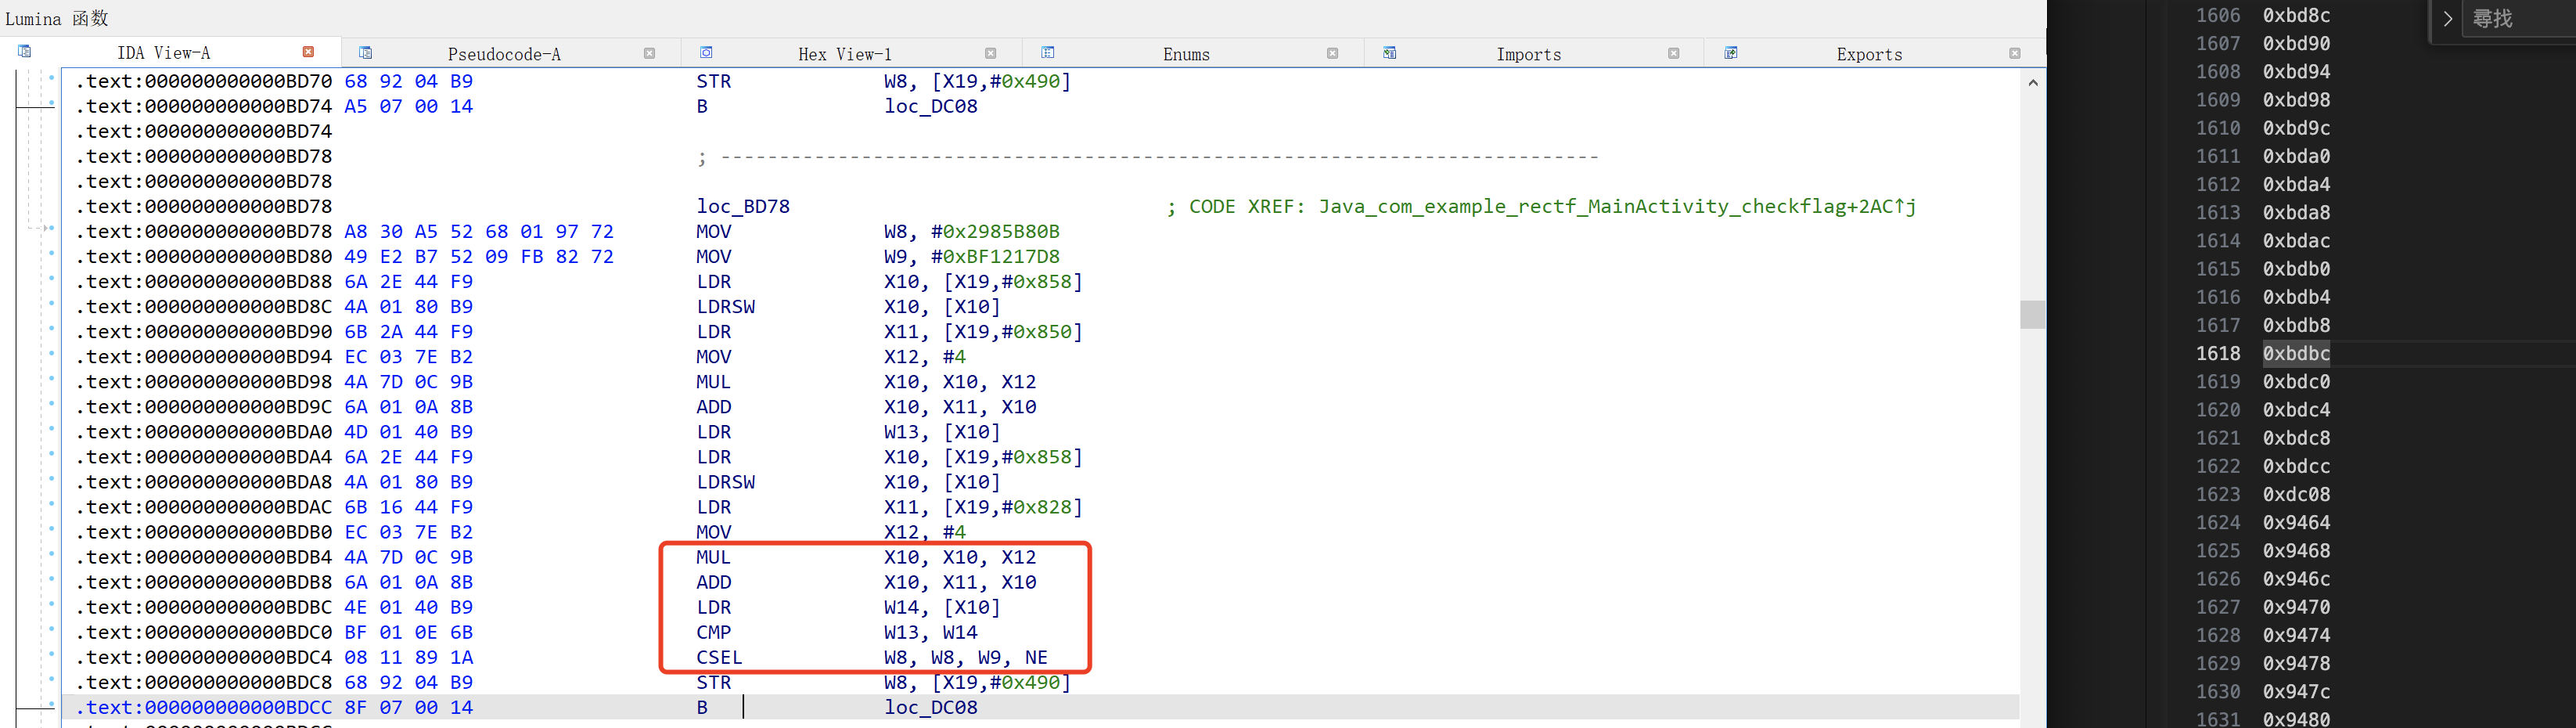 Lumina 函数
IDA View-A Pseudocode-A Hex View-1 Enums Imports Exports
.text:000000000000BD70 68 92 04 B9 STR W8, [X19,#0x490]
.text:000000000000BD74 A5 07 00 14 B loc_DC08
.text:000000000000BD74
.text:000000000000BD78 ; ---------------------------------------------------------------------------
.text:000000000000BD78
.text:000000000000BD78 loc_BD78 ; CODE XREF: Java_com_example_rectf_MainActivity_checkflag+2AC↑j
.text:000000000000BD78 A8 30 A5 52 68 01 97 72 MOV W8, #0x2985B80B
.text:000000000000BD80 49 E2 B7 52 09 FB 82 72 MOV W9, #0xBF1217D8
.text:000000000000BD88 6A 2E 44 F9 LDR X10, [X19,#0x858]
.text:000000000000BD8C 4A 01 80 B9 LDRSW X10, [X10]
.text:000000000000BD90 6B 2A 44 F9 LDR X11, [X19,#0x850]
.text:000000000000BD94 EC 03 7E B2 MOV X12, #4
.text:000000000000BD98 4A 7D 0C 9B MUL X10, X10, X12
.text:000000000000BD9C 6A 01 0A 8B ADD X10, X11, X10
.text:000000000000BDA0 4D 01 40 B9 LDR W13, [X10]
.text:000000000000BDA4 6A 2E 44 F9 LDR X10, [X19,#0x858]
.text:000000000000BDA8 4A 01 80 B9 LDRSW X10, [X10]
.text:000000000000BDAC 6B 16 44 F9 LDR X11, [X19,#0x828]
.text:000000000000BDB0 EC 03 7E B2 MOV X12, #4
.text:000000000000BDB4 4A 7D 0C 9B MUL X10, X10, X12
.text:000000000000BDB8 6A 01 0A 8B ADD X10, X11, X10
.text:000000000000BDBC 4E 01 40 B9 LDR W14, [X10]
.text:000000000000BDC0 BF 01 0E 6B CMP W13, W14
.text:000000000000BDC4 08 11 89 1A CSEL W8, W8, W9, NE
.text:000000000000BDC8 68 92 04 B9 STR W8, [X19,#0x490]
.text:000000000000BDCC 8F 07 00 14 B loc_DC08
尋找
1606 0xbd8c
1607 0xbd90
1608 0xbd94
1609 0xbd98
1610 0xbd9c
1611 0xbda0
1612 0xbda4
1613 0xbda8
1614 0xbdac
1615 0xbdb0
1616 0xbdb4
1617 0xbdb8
1618 0xbdbc
1619 0xbdc0
1620 0xbdc4
1621 0xbdc8
1622 0xbdcc
1623 0xdc08
1624 0x9464
1625 0x9468
1626 0x946c
1627 0x9470
1628 0x9474
1629 0x9478
1630 0x947c
1631 0x9480